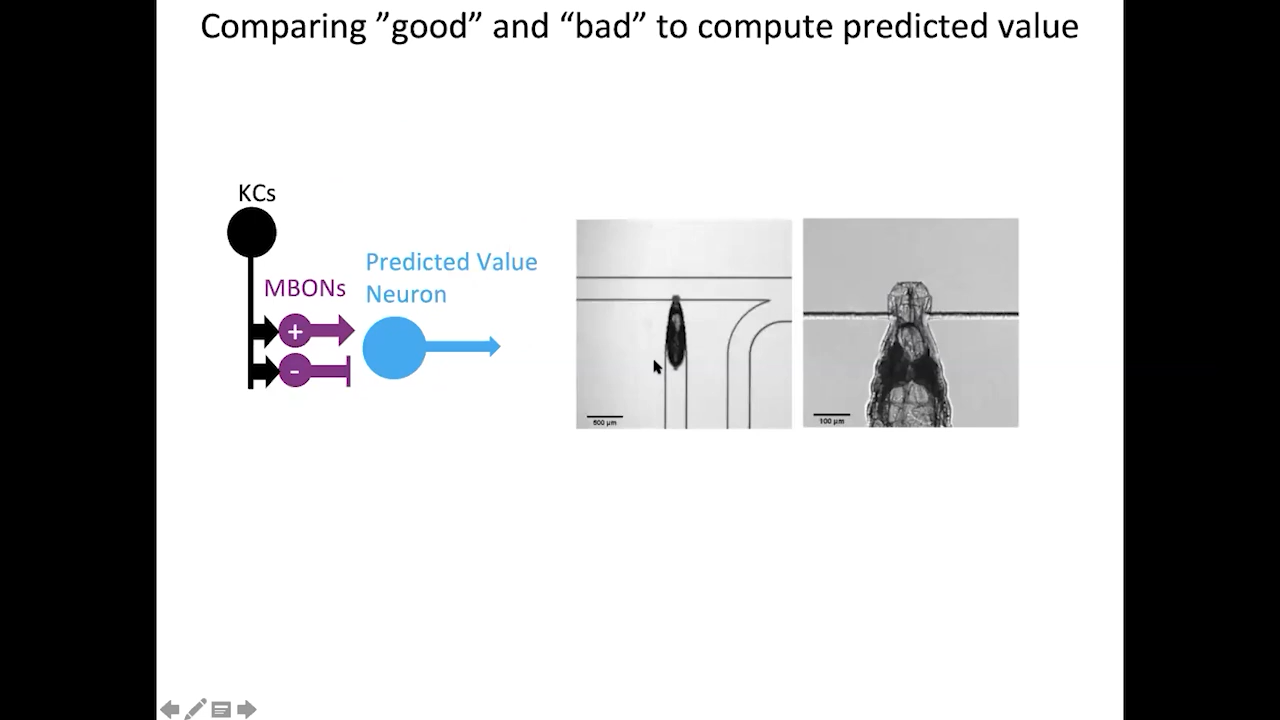 Comparing ”good” and “bad” to compute predicted value
KCs
MBONs
Predicted Value
Neuron
+
-
500 µm
100 µm